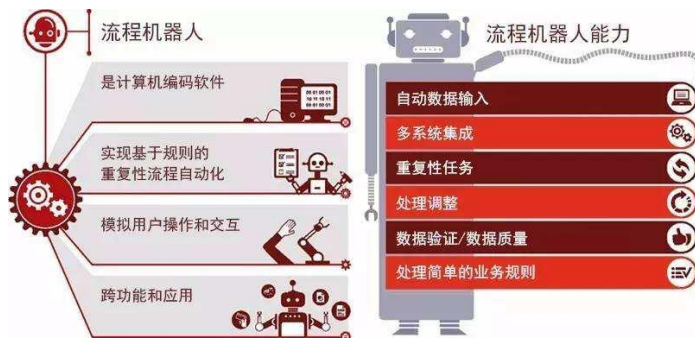 流程机器人
是计算机编码软件
实现基于规则的
重复性流程自动化
模拟用户操作和交互
跨功能和应用
流程机器人能力
自动数据输入
多系统集成
重复性任务
处理调整
数据验证/数据质量
处理简单的业务规则